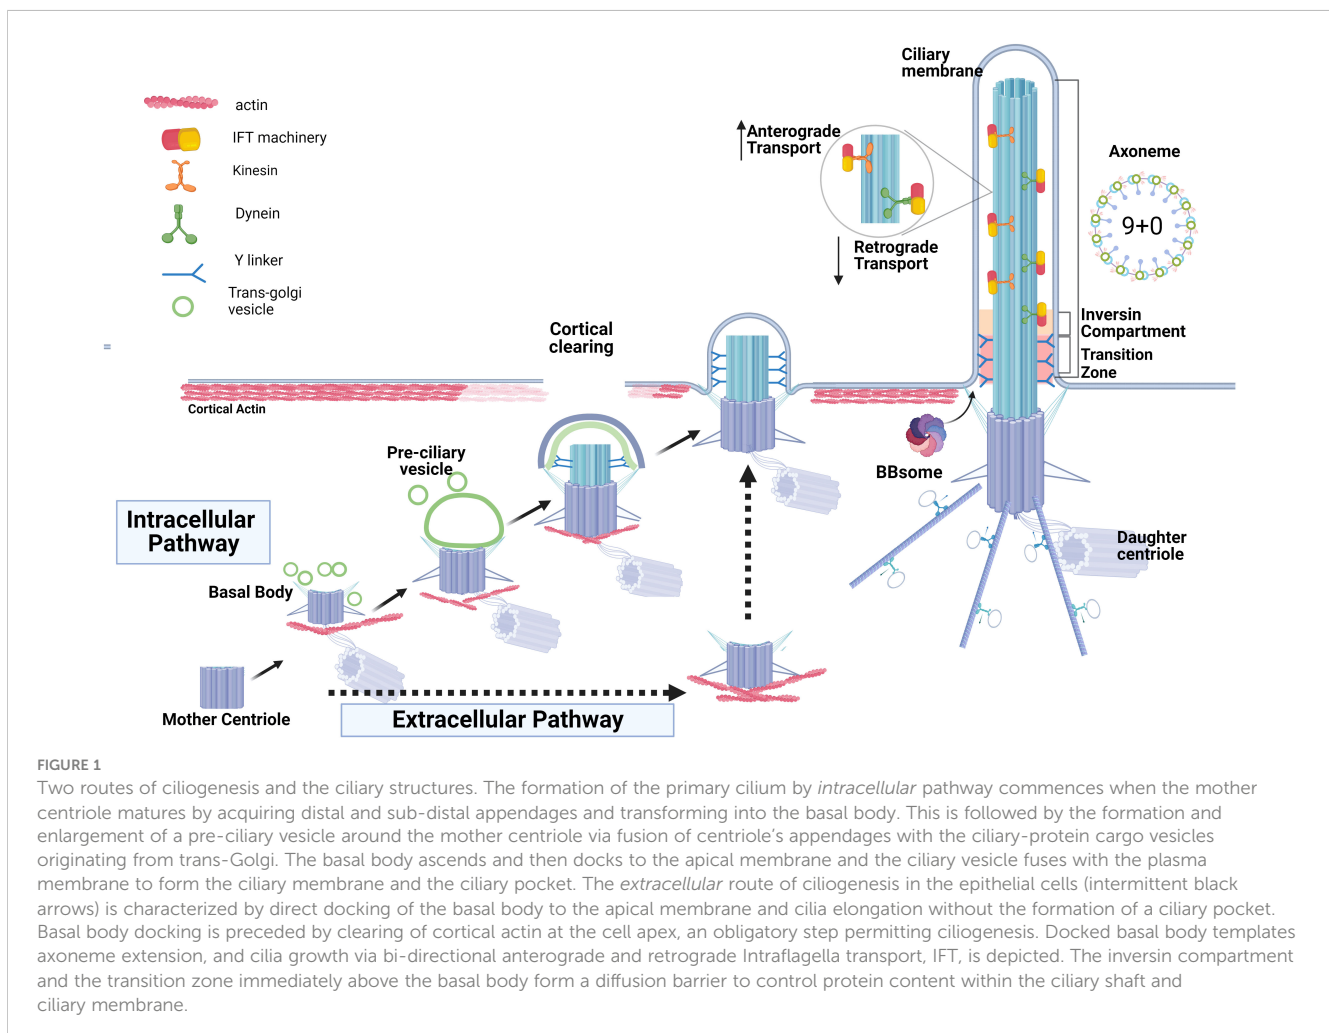 actin
IFT machinery
Kinesin
Dynein
Y linker
Trans-golgi
vesicle
Ciliary
membrane
Anterograde
Transport
Retrograde
Transport
Axoneme
9+0
Inversin
Compartment
Transition
Zone
Cortical
clearing
Cortical Actin
Pre-ciliary
vesicle
BBsome
Intracellular
Pathway
Daughter
centriole
Basal Body
Mother Centriole
Extracellular Pathway
FIGURE 1
Two routes of ciliogenesis and the ciliary structures. The formation of the primary cilium by intracellular pathway commences when the mother
centriole matures by acquiring distal and sub-distal appendages and transforming into the basal body. This is followed by the formation and
enlargement of a pre-ciliary vesicle around the mother centriole via fusion of centriole's appendages with the ciliary-protein cargo vesicles
originating from trans-Golgi. The basal body ascends and then docks to the apical membrane and the ciliary vesicle fuses with the plasma
membrane to form the ciliary membrane and the ciliary pocket. The extracellular route of ciliogenesis in the epithelial cells (intermittent black
arrows) is characterized by direct docking of the basal body to the apical membrane and cilia elongation without the formation of a ciliary pocket.
Basal body docking is preceded by clearing of cortical actin at the cell apex, an obligatory step permitting ciliogenesis. Docked basal body templates
axoneme extension, and cilia growth via bi-directional anterograde and retrograde Intraflagella transport, IFT, is depicted. The inversin compartment
and the transition zone immediately above the basal body form a diffusion barrier to control protein content within the ciliary shaft and
ciliary membrane.